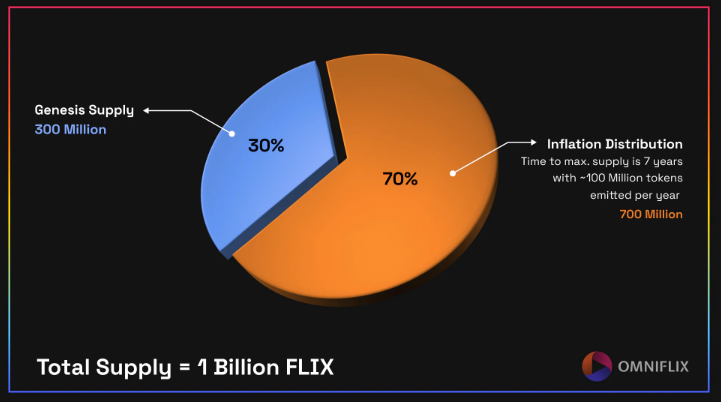 Genesis Supply
300 Million
30%
70%
Inflation Distribution
Time to max. supply is 7 years
with ~100 Million tokens
emitted per year
700 Million
Total Supply = 1 Billion FLIX
OMNIFLIX